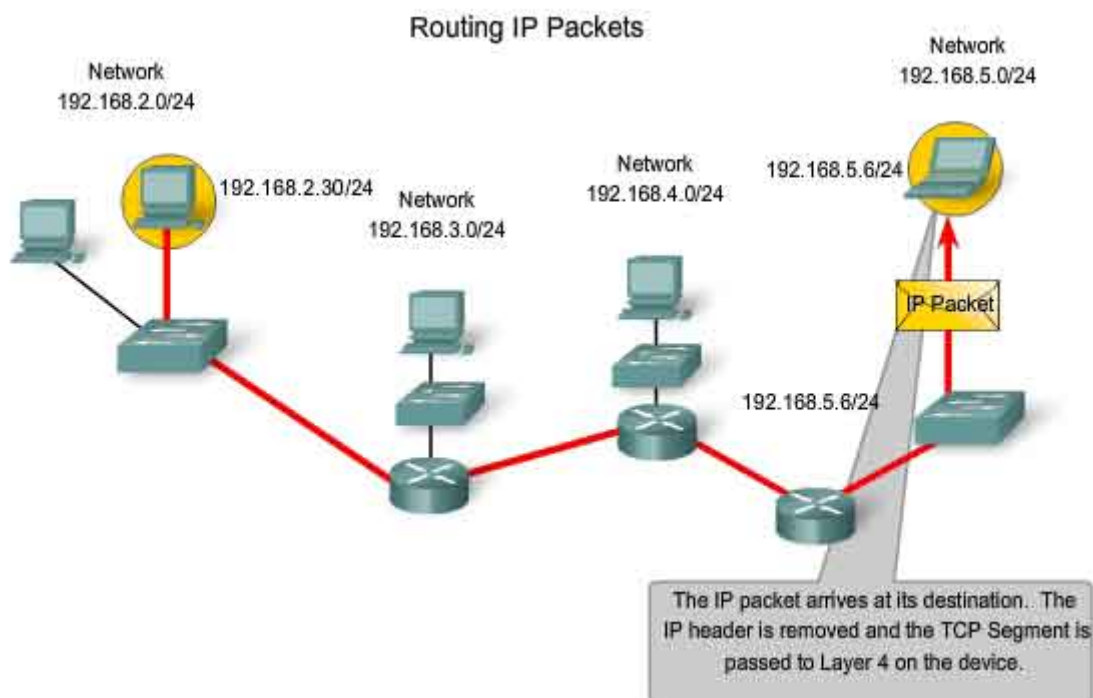 Routing IP Packets
Network
192.168.2.0/24
192.168.2.30/24
Network
192.168.3.0/24
Network
192.168.4.0/24
Network
192.168.5.0/24
192.168.5.6/24
IP Packet
192.168.5.6/24
The IP packet arrives at its destination. The
IP header is removed and the TCP Segment is
passed to Layer 4 on the device.